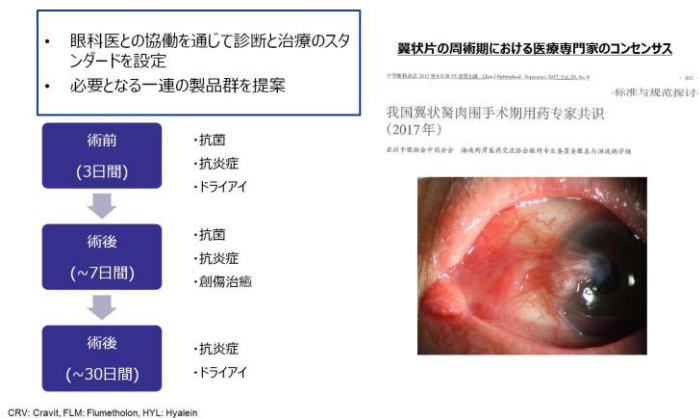 ・ 眼科医との協働を通じて診断と治療のスタ
ンダードを設定
・ 必要となる一連の製品群を提案
術前
(3日間)
・抗菌
・抗炎症
・ドライアイ
術後
(~7日間)
・抗菌
・抗炎症
・創傷治癒
術後
(~30日間)
・抗炎症
・ドライアイ
CRV: Cravit, FLM: Flumetholon, HYL: Hyalein
翼状片の周術期における医療専門家のコンセンサス
·标准与规范探讨·
我国翼状胬肉围手术期用药专家共识
(2017年)